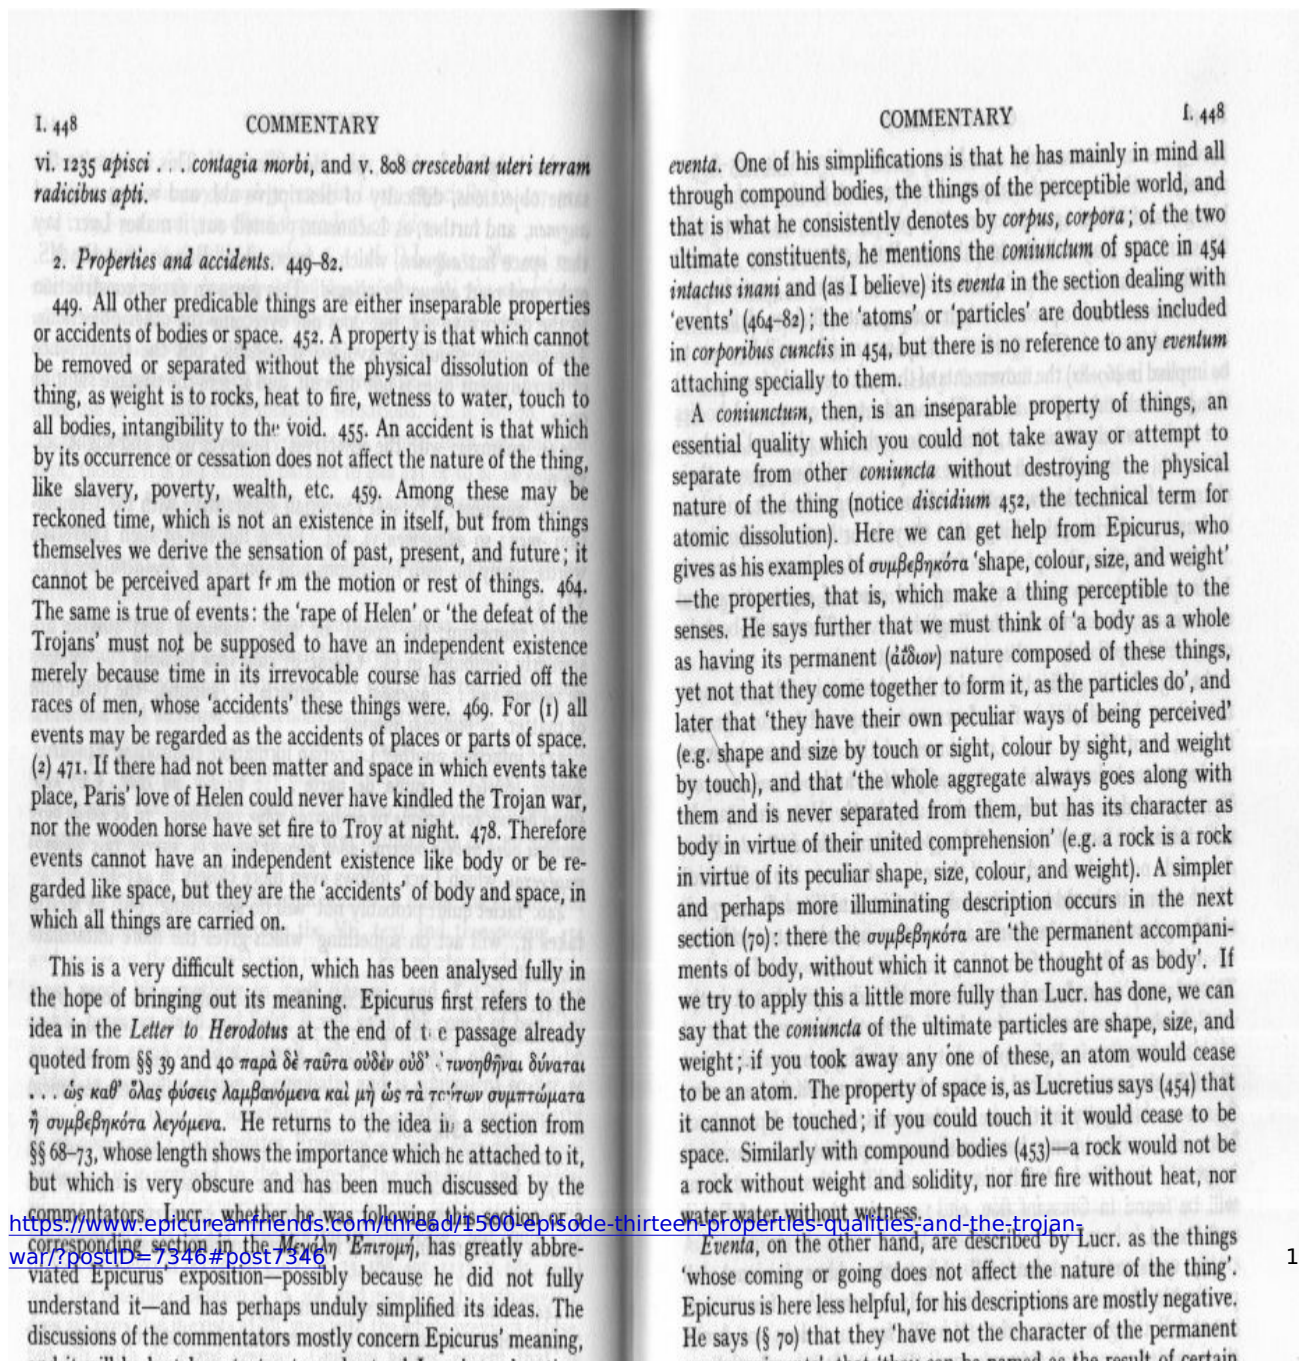 I. 448 COMMENTARY
vi. 1235 apisci . . . contagia morbi, and v. 808 crescebant uteri terram
radicibus apti.
2. Properties and accidents. 449–82.
449. All other predicable things are either inseparable properties
or accidents of bodies or space. 452. A property is that which cannot
be removed or separated without the physical dissolution of the
thing, as weight is to rocks, heat to fire, wetness to water, touch to
all bodies, intangibility to the void. 455. An accident is that which
by its occurrence or cessation does not affect the nature of the thing,
like slavery, poverty, wealth, etc. 459. Among these may be
reckoned time, which is not an existence in itself, but from things
themselves we derive the sensation of past, present, and future; it
cannot be perceived apart from the motion or rest of things. 464.
The same is true of events: the 'rape of Helen' or 'the defeat of the
Trojans' must not be supposed to have an independent existence
merely because time in its irrevocable course has carried off the
races of men, whose 'accidents' these things were. 469. For (1) all
events may be regarded as the accidents of places or parts of space.
(2) 471. If there had not been matter and space in which events take
place, Paris' love of Helen could never have kindled the Trojan war,
nor the wooden horse have set fire to Troy at night. 478. Therefore
events cannot have an independent existence like body or be re-
garded like space, but they are the 'accidents' of body and space, in
which all things are carried on.
This is a very difficult section, which has been analysed fully in
the hope of bringing out its meaning. Epicurus first refers to the
idea in the Letter to Herodotus at the end of the passage already
quoted from §§ 39 and 40 παρὰ δὲ ταῦτα οὐδὲν οὐδ' τινοηθῆναι δύναται
. . . ὡς καθ' ὅλας φύσεις λαμβανόμενα καὶ μὴ ὡς τὰ τούτων συμπτώματα
ἢ συμβεβηκότα λεγόμενα. He returns to the idea in a section from
§§ 68–73, whose length shows the importance which he attached to it,
but which is very obscure and has been much discussed by the
commentators. Lucr., whether he was following this section or a
corresponding section in the Μεγάλη Ἐπιτομή, has greatly abbre-
viated Epicurus' exposition—possibly because he did not fully
understand it—and has perhaps unduly simplified its ideas. The
discussions of the commentators mostly concern Epicurus' meaning,
COMMENTARY I. 448
eventa. One of his simplifications is that he has mainly in mind all
through compound bodies, the things of the perceptible world, and
that is what he consistently denotes by corpus, corpora; of the two
ultimate constituents, he mentions the coniunctum of space in 454
intactus inani and (as I believe) its eventa in the section dealing with
'events' (464–82); the 'atoms' or 'particles' are doubtless included
in corporibus cunctis in 454, but there is no reference to any eventum
attaching specially to them.
A coniunctum, then, is an inseparable property of things, an
essential quality which you could not take away or attempt to
separate from other coniuncta without destroying the physical
nature of the thing (notice discidium 452, the technical term for
atomic dissolution). Here we can get help from Epicurus, who
gives as his examples of συμβεβηκότα 'shape, colour, size, and weight'
—the properties, that is, which make a thing perceptible to the
senses. He says further that we must think of 'a body as a whole
as having its permanent (ἀΐδιον) nature composed of these things,
yet not that they come together to form it, as the particles do', and
later that 'they have their own peculiar ways of being perceived'
(e.g. shape and size by touch or sight, colour by sight, and weight
by touch), and that 'the whole aggregate always goes along with
them and is never separated from them, but has its character as
body in virtue of their united comprehension' (e.g. a rock is a rock
in virtue of its peculiar shape, size, colour, and weight). A simpler
and perhaps more illuminating description occurs in the next
section (70): there the συμβεβηκότα are 'the permanent accompani-
ments of body, without which it cannot be thought of as body'. If
we try to apply this a little more fully than Lucr. has done, we can
say that the coniuncta of the ultimate particles are shape, size, and
weight; if you took away any one of these, an atom would cease
to be an atom. The property of space is, as Lucretius says (454) that
it cannot be touched; if you could touch it it would cease to be
space. Similarly with compound bodies (453)—a rock would not be
a rock without weight and solidity, nor fire fire without heat, nor
water water without wetness.
Eventa, on the other hand, are described by Lucr. as the things
'whose coming or going does not affect the nature of the thing'.
Epicurus is here less helpful, for his descriptions are mostly negative.
He says (§ 70) that they 'have not the character of the permanent
https://www.epicureanfriends.com/thread/1500-episode-thirteen-properties-qualities-and-the-trojan-
war/?postID=7346#post7346
1